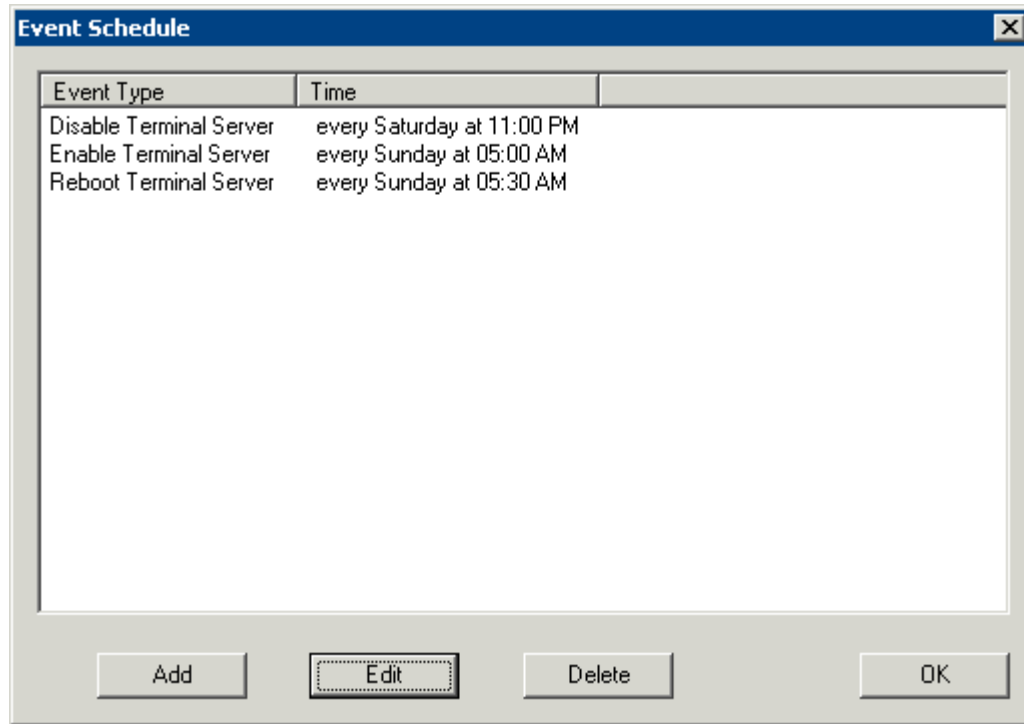 Event Schedule
Event Type Time
Disable Terminal Server every Saturday at 11:00 PM
Enable Terminal Server every Sunday at 05:00 AM
Reboot Terminal Server every Sunday at 05:30 AM
Add Edit Delete OK